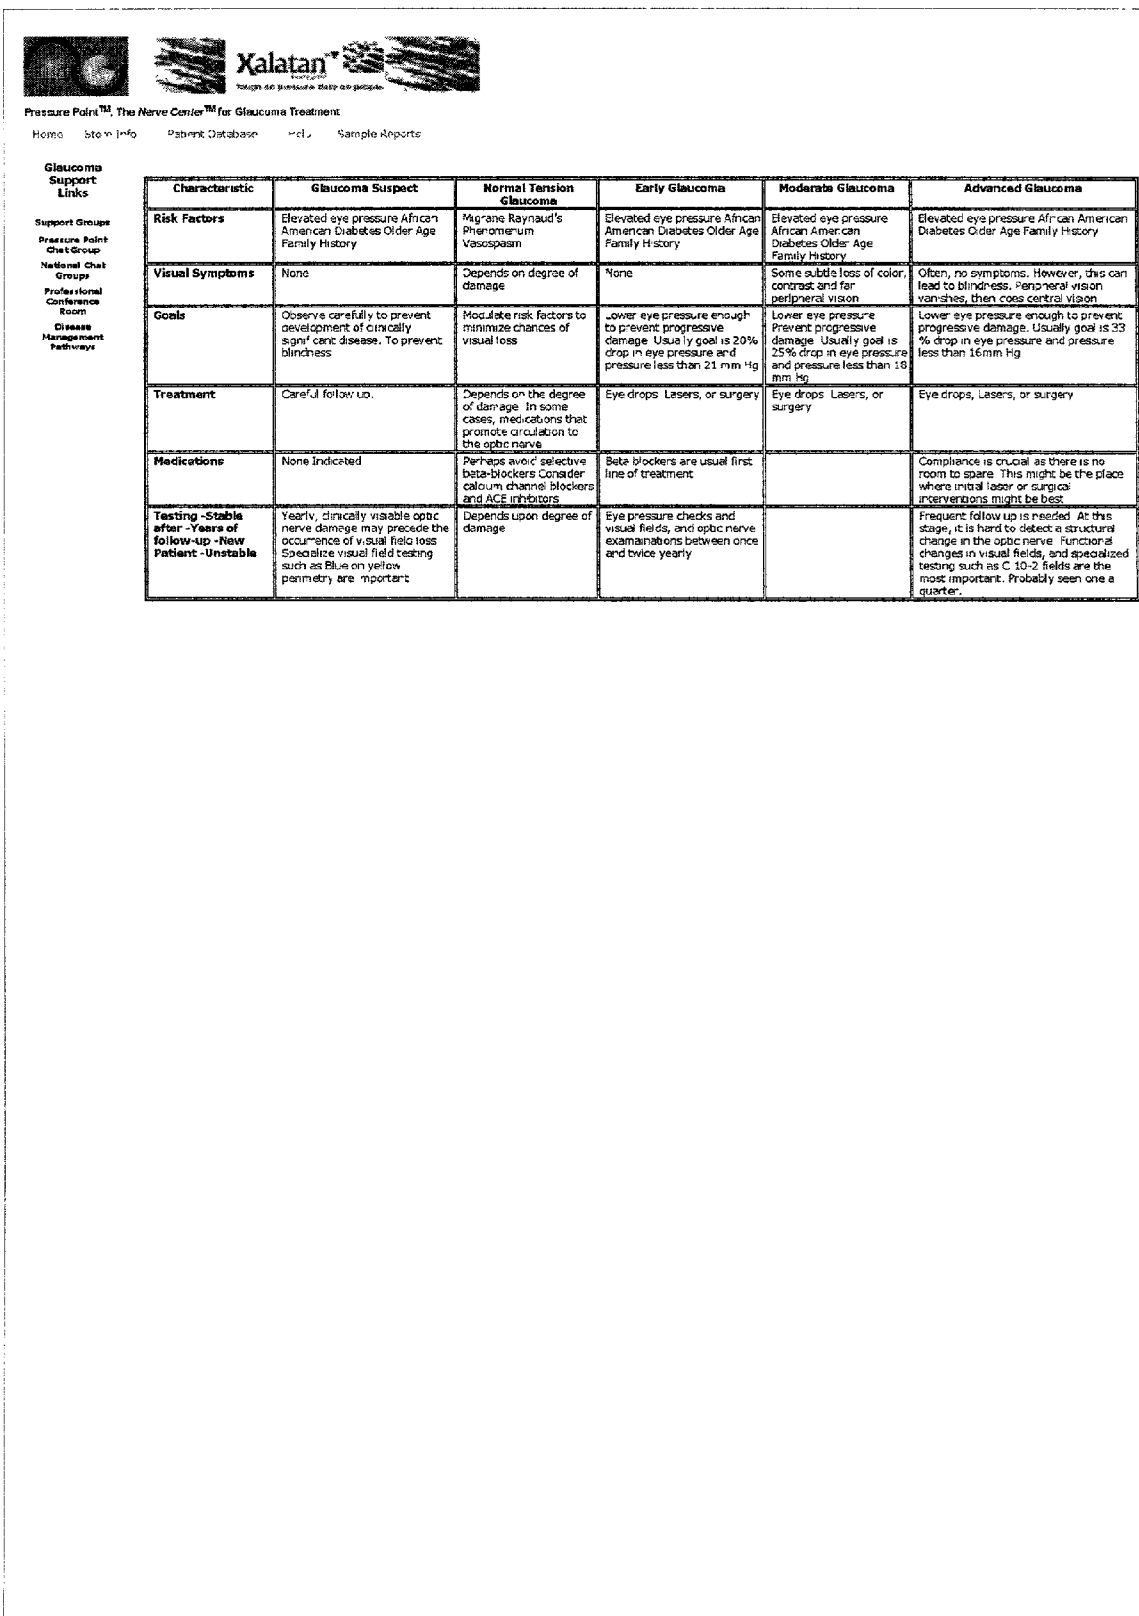 Xalatan™
Pressure Point™, The Nerve Center™ for Glaucoma Treatment
Home Store Info Patient Database Help Sample Reports
Glaucoma
Support
Links
Support Groups
Pressure Point
Chat Group
National Chat
Groups
Professional
Conference
Room
Disease
Management
Pathways
Characteristic
Glaucoma Suspect
Normal Tension
Glaucoma
Early Glaucoma
Moderate Glaucoma
Advanced Glaucoma
Risk Factors
Elevated eye pressure African
American Diabetes Older Age
Family History
Migrane Raynaud's
Phenomenum
Vasospasm
Elevated eye pressure African
American Diabetes Older Age
Family History
Elevated eye pressure
African American
Diabetes Older Age
Family History
Elevated eye pressure African American
Diabetes Older Age Family History
Visual Symptoms
None
Depends on degree of
damage
None
Some subtle loss of color,
contrast and far
peripheral vision
Often, no symptoms. However, this can
lead to blindness. Peripheral vision
vanishes, then goes central vision
Goals
Observe carefully to prevent
development of clinically
significant disease. To prevent
blindness
Modulate risk factors to
minimize chances of
visual loss
Lower eye pressure enough
to prevent progressive
damage Usually goal is 20%
drop in eye pressure and
pressure less than 21 mm Hg
Lower eye pressure
Prevent progressive
damage Usually goal is
25% drop in eye pressure
and pressure less than 18
mm Hg
Lower eye pressure enough to prevent
progressive damage. Usually goal is 33
% drop in eye pressure and pressure
less than 16mm Hg
Treatment
Careful follow up.
Depends on the degree
of damage In some
cases, medications that
promote circulation to
the optic nerve
Eye drops Lasers, or surgery
Eye drops Lasers, or
surgery
Eye drops, Lasers, or surgery
Medications
None Indicated
Perhaps avoid selective
beta-blockers Consider
calcium channel blockers
and ACE inhibitors
Beta blockers are usual first
line of treatment
Compliance is crucial as there is no
room to spare This might be the place
where initial laser or surgical
interventions might be best
Testing -Stable
after -Years of
follow-up -New
Patient -Unstable
Yearly, clinically visiable optic
nerve damage may precede the
occurrence of visual field loss
Specialize visual field testing
such as Blue on yellow
perimetry are important
Depends upon degree of
damage
Eye pressure checks and
visual fields, and optic nerve
examainations between once
and twice yearly
Frequent follow up is needed At this
stage, it is hard to detect a structural
change in the optic nerve Functional
changes in visual fields, and specialized
testing such as C 10-2 fields are the
most important. Probably seen one a
quarter.